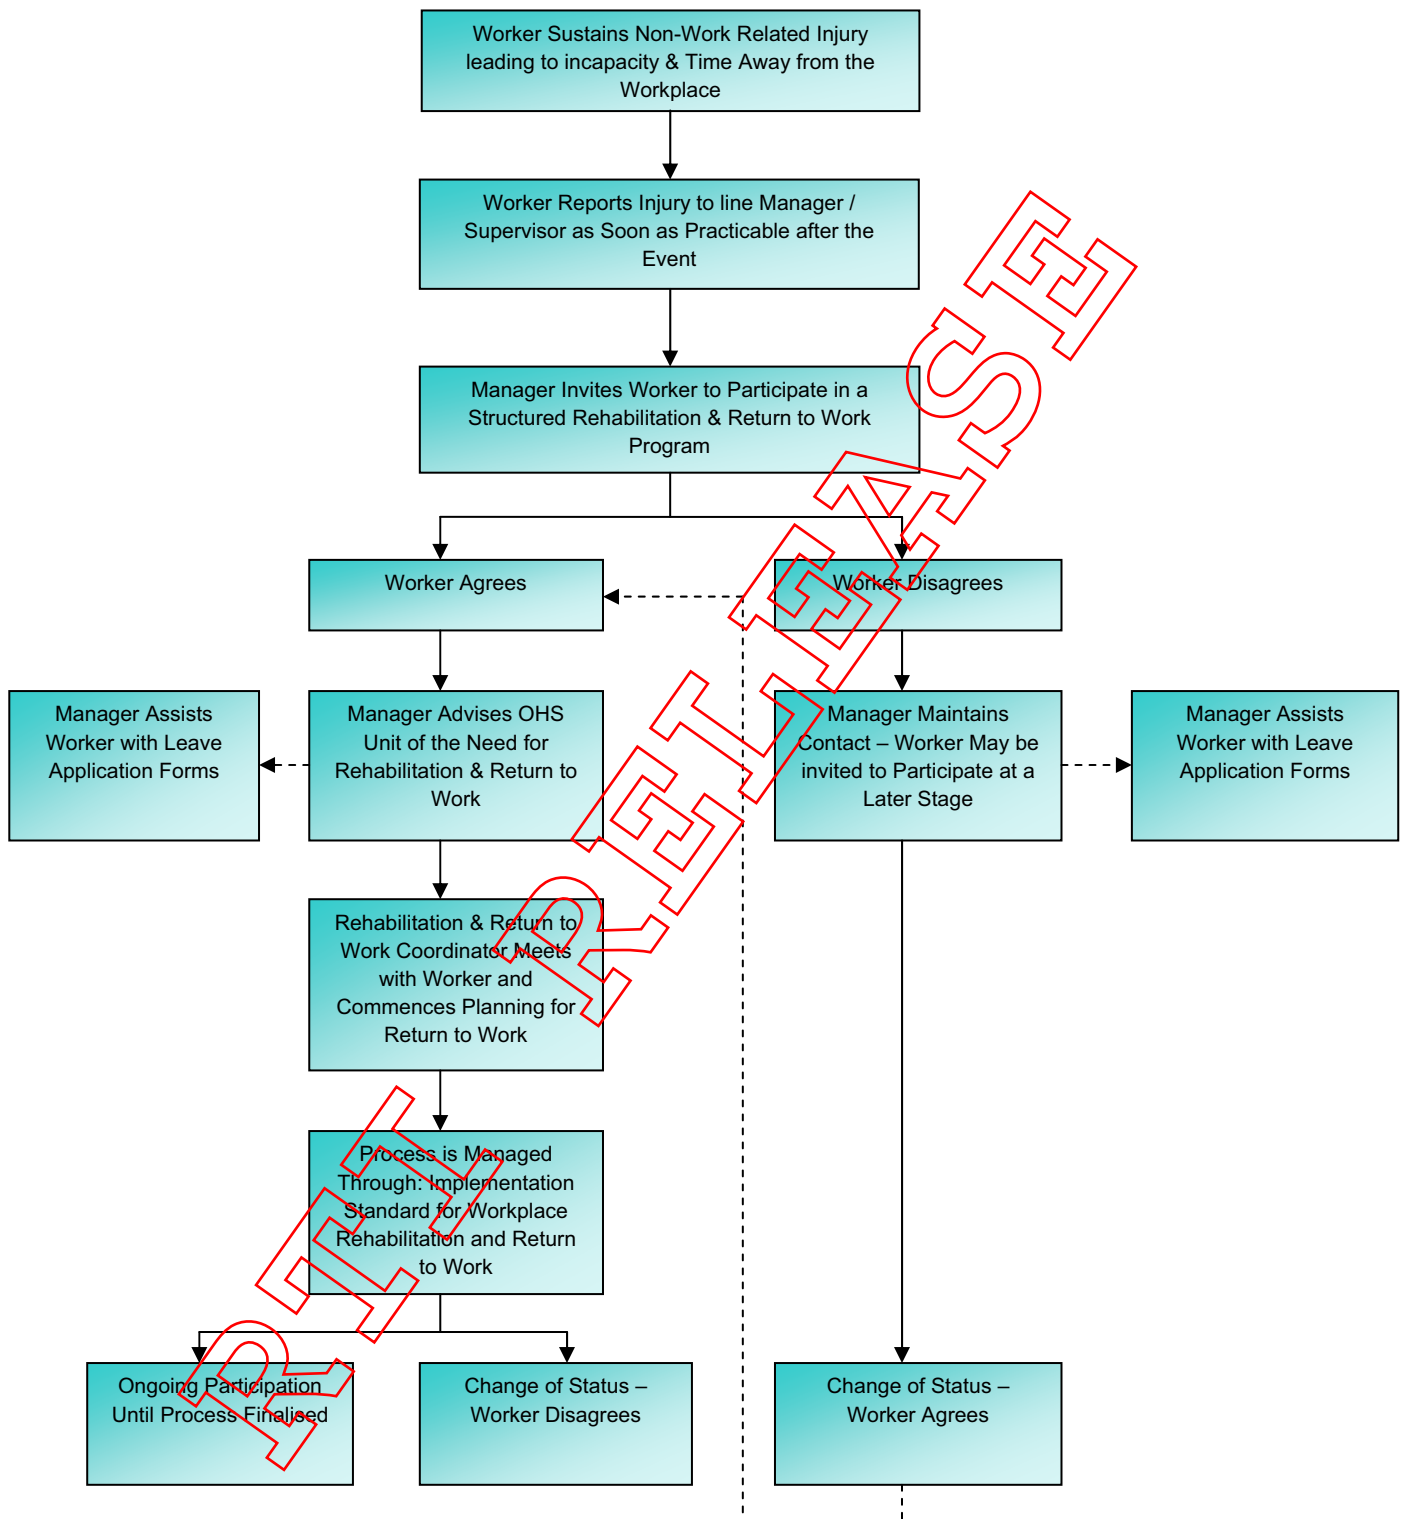 Worker Sustains Non-Work Related Injury
leading to incapacity & Time Away from the
Workplace
Worker Reports Injury to line Manager /
Supervisor as Soon as Practicable after the
Event
Manager Invites Worker to Participate in a
Structured Rehabilitation & Return to Work
Program
Worker Agrees
Worker Disagrees
Manager Assists
Worker with Leave
Application Forms
Manager Advises OHS
Unit of the Need for
Rehabilitation & Return to
Work
Manager Maintains
Contact – Worker May be
invited to Participate at a
Later Stage
Manager Assists
Worker with Leave
Application Forms
Rehabilitation & Return to
Work Coordinator Meets
with Worker and
Commences Planning for
Return to Work
Process is Managed
Through: Implementation
Standard for Workplace
Rehabilitation and Return
to Work
Ongoing Participation
Until Process Finalised
Change of Status –
Worker Disagrees
Change of Status –
Worker Agrees
RTI RELEASE